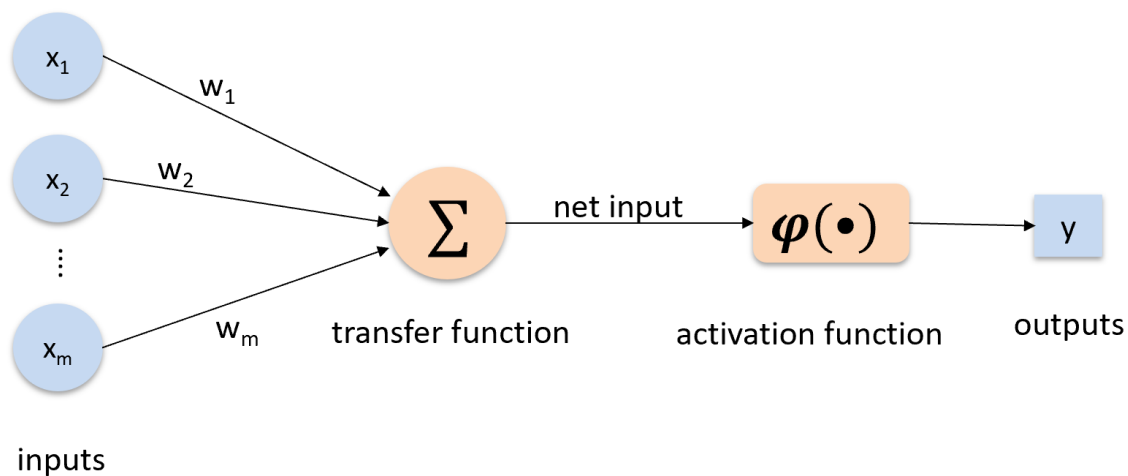 x1
w1
x2
w2
⋮
xm
wm
inputs
∑
transfer function
net input
φ(•)
activation function
y
outputs